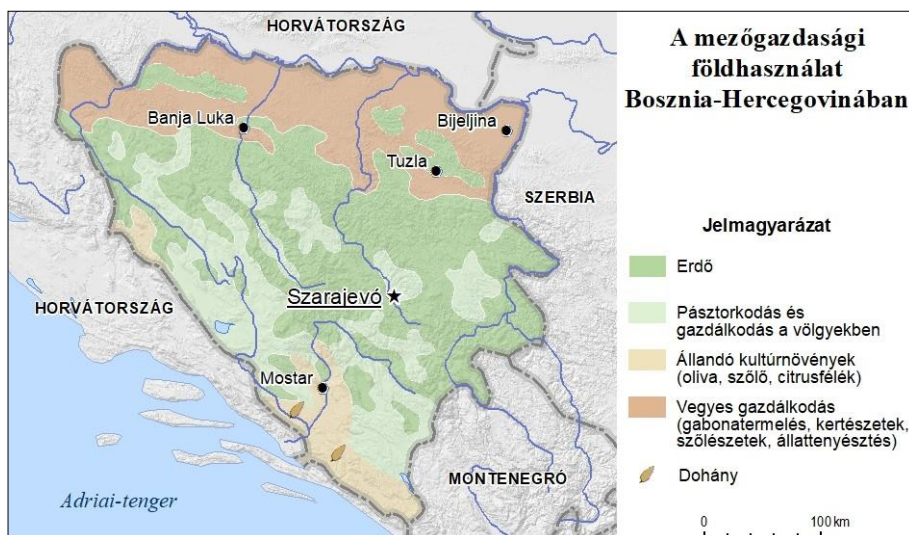 HORVÁTORSZÁG
A mezőgazdasági
földhasználat
Bosznia-Hercegovinában
Banja Luka
Bijeljina
Tuzla
SZERBIA
Jelmagyarázat
Erdő
Szarajevó
HORVÁTORSZÁG
Pásztorkodás és
gazdálkodás a völgyekben
Állandó kultúrnövények
(oliva, szőlő, citrusfélék)
Mostar
Vegyes gazdálkodás
(gabonatermelés, kertészetek,
szőlészetek, állattenyésztés)
MONTENEGRÓ
Dohány
Adriai-tenger
0 100 km